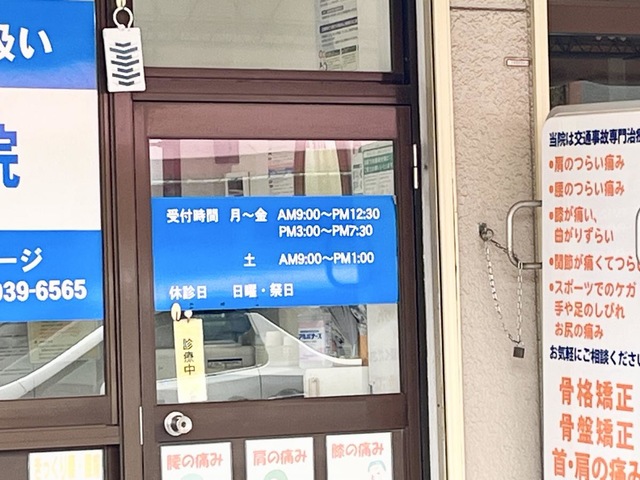 扱い
院
ージ
039-6565
受付時間 月～金 AM9:00～PM12:30
PM3:00～PM7:30
土 AM9:00～PM1:00
休診日 日曜・祭日
診療中
腰の痛み
肩の痛み
膝の痛み
当院は交通事故専門治療
•肩のつらい痛み
•腰のつらい痛み
•膝が痛い、
曲がりずらい
•関節が痛くてつら
•スポーツでのケガ
手や足のしびれ
お尻の痛み
お気軽にご相談ください
骨格矯正
骨盤矯正
首・肩の痛み